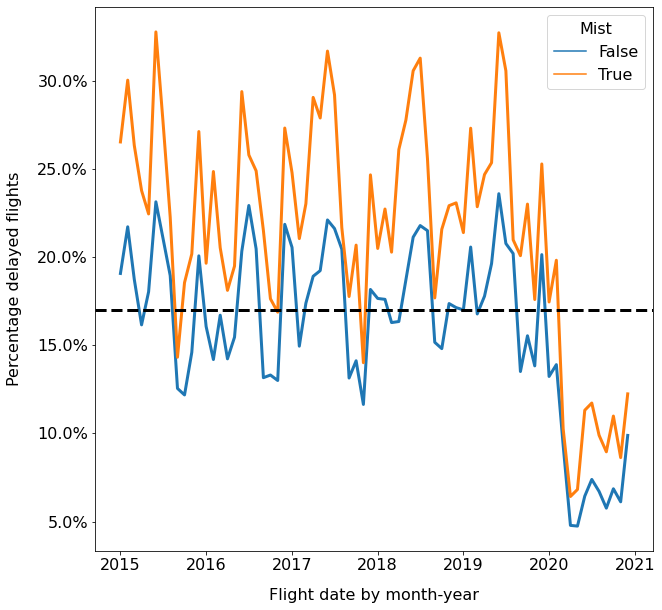 Mist
False
True
Percentage delayed flights
30.0%
25.0%
20.0%
15.0%
10.0%
5.0%
2015 2016 2017 2018 2019 2020 2021
Flight date by month-year